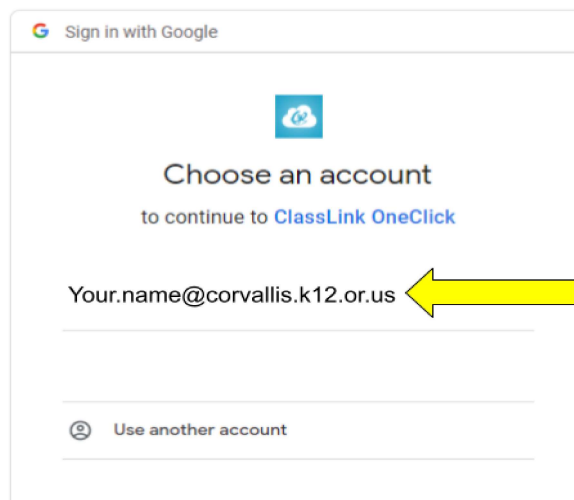 Sign in with Google
Choose an account
to continue to ClassLink OneClick
Your.name@corvallis.k12.or.us
Use another account